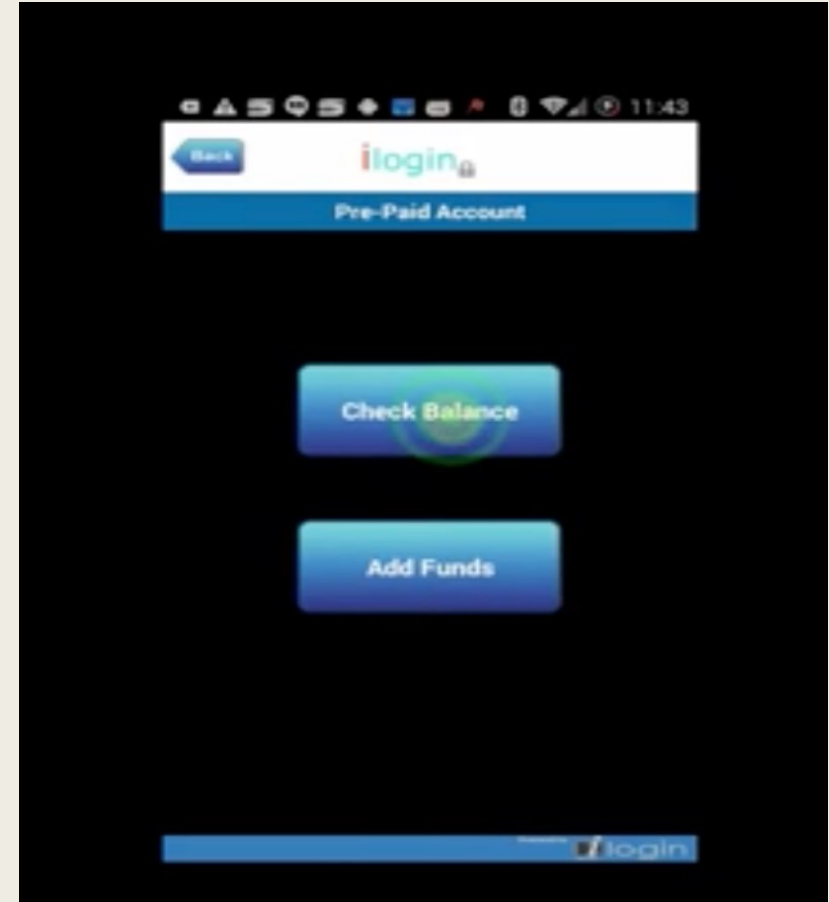 11:43
Back
ilogin
Pre-Paid Account
Check Balance
Add Funds
ilogin